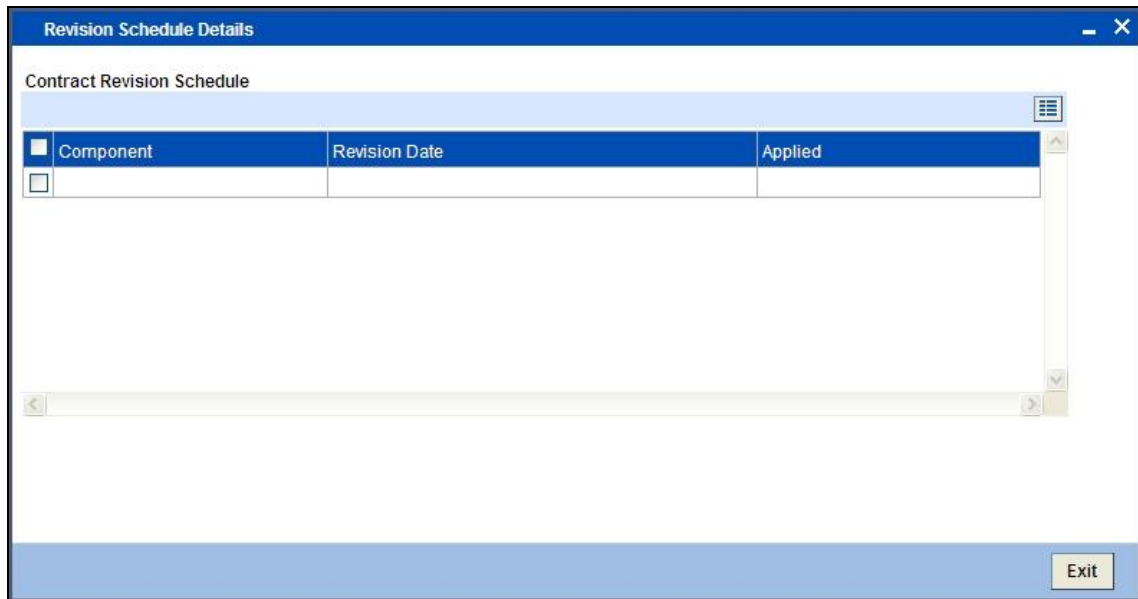 Revision Schedule Details
Contract Revision Schedule
Component Revision Date Applied
Exit